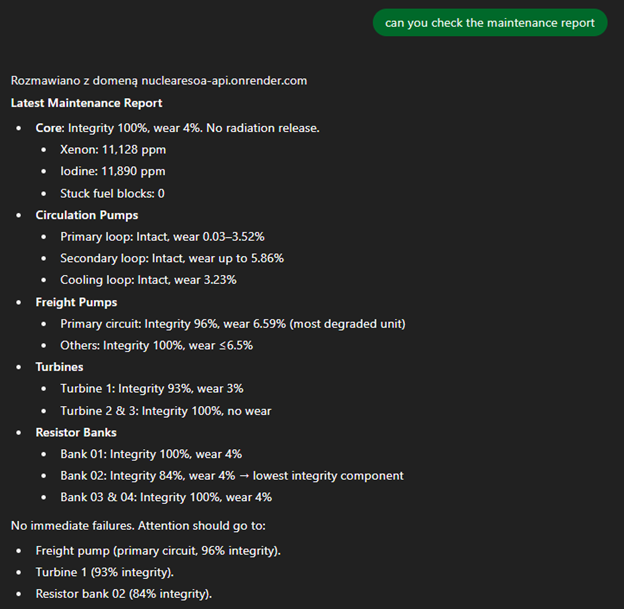 can you check the maintenance report
Rozmawiano z domeną nuclearesoa-api.onrender.com
Latest Maintenance Report
• Core: Integrity 100%, wear 4%. No radiation release.
• Xenon: 11,128 ppm
• Iodine: 11,890 ppm
• Stuck fuel blocks: 0
• Circulation Pumps
• Primary loop: Intact, wear 0.03–3.52%
• Secondary loop: Intact, wear up to 5.86%
• Cooling loop: Intact, wear 3.23%
• Freight Pumps
• Primary circuit: Integrity 96%, wear 6.59% (most degraded unit)
• Others: Integrity 100%, wear ≤6.5%
• Turbines
• Turbine 1: Integrity 93%, wear 3%
• Turbine 2 & 3: Integrity 100%, no wear
• Resistor Banks
• Bank 01: Integrity 100%, wear 4%
• Bank 02: Integrity 84%, wear 4% → lowest integrity component
• Bank 03 & 04: Integrity 100%, wear 4%
No immediate failures. Attention should go to:
• Freight pump (primary circuit, 96% integrity).
• Turbine 1 (93% integrity).
• Resistor bank 02 (84% integrity).